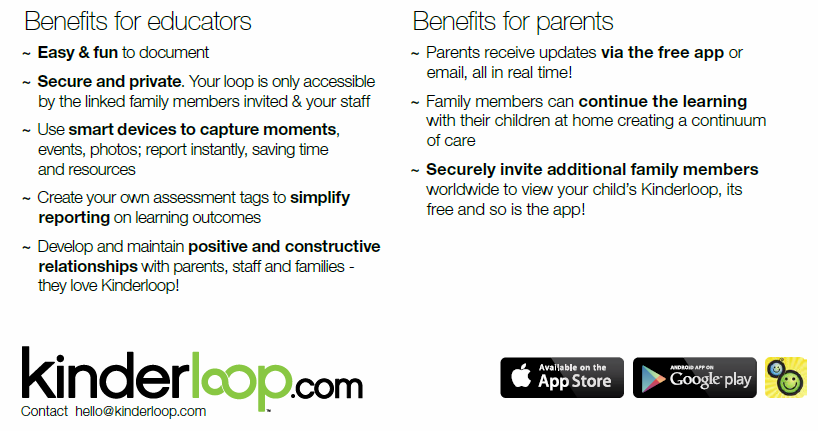 Benefits for educators
~ Easy & fun to document
~ Secure and private. Your loop is only accessible
by the linked family members invited & your staff
~ Use smart devices to capture moments,
events, photos; report instantly, saving time
and resources
~ Create your own assessment tags to simplify
reporting on learning outcomes
~ Develop and maintain positive and constructive
relationships with parents, staff and families -
they love Kinderloop!
Benefits for parents
~ Parents receive updates via the free app or
email, all in real time!
~ Family members can continue the learning
with their children at home creating a continuum
of care
~ Securely invite additional family members
worldwide to view your child's Kinderloop, its
free and so is the app!
kinderloop.com
™
Contact hello@kinderloop.com
Available on the
App Store
ANDROID APP ON
Google play